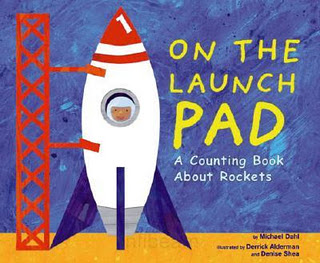 1
ON THE
LAUNCH
PAD
A Counting Book
About Rockets
by Michael Dahl
illustrated by Derrick Alderman
and Denise Shea